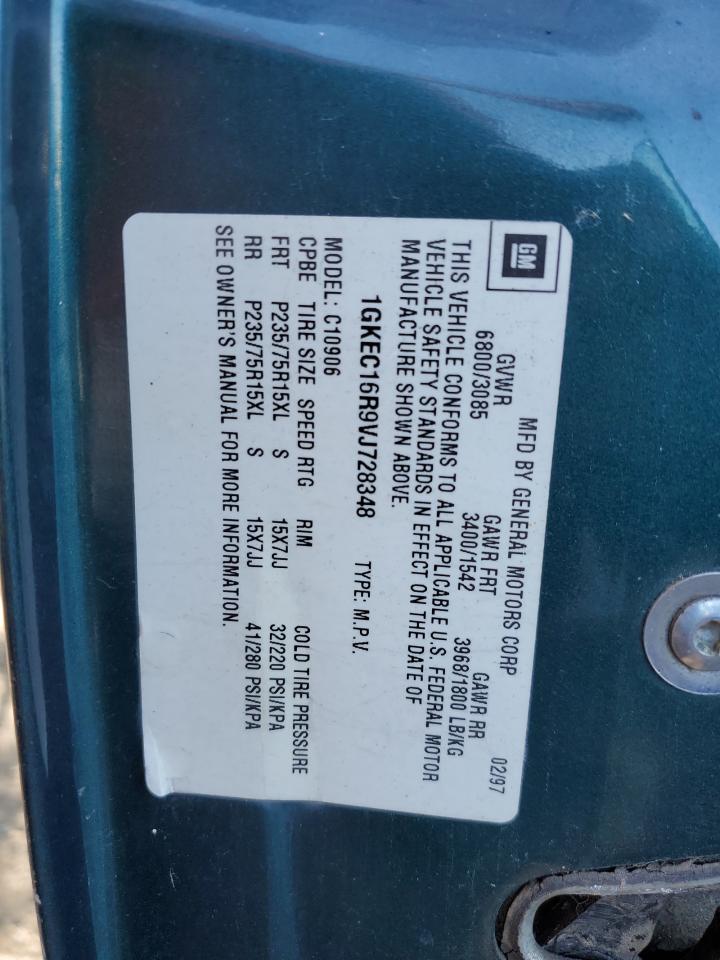 GM
MFD BY GENERAL MOTORS CORP 02/97
GVWR GAWR FRT GAWR RR
6800/3085 3400/1542 3968/1800 LB/KG
THIS VEHICLE CONFORMS TO ALL APPLICABLE U.S. FEDERAL MOTOR
VEHICLE SAFETY STANDARDS IN EFFECT ON THE DATE OF
MANUFACTURE SHOWN ABOVE.
1GKEC16R9VJ728348 TYPE: M.P.V.
MODEL: C10906
CPBE TIRE SIZE SPEED RTG RIM COLD TIRE PRESSURE
FRT P235/75R15XL S 15X7JJ 32/220 PSI/KPA
RR P235/75R15XL S 15X7JJ 41/280 PSI/KPA
SEE OWNER'S MANUAL FOR MORE INFORMATION.